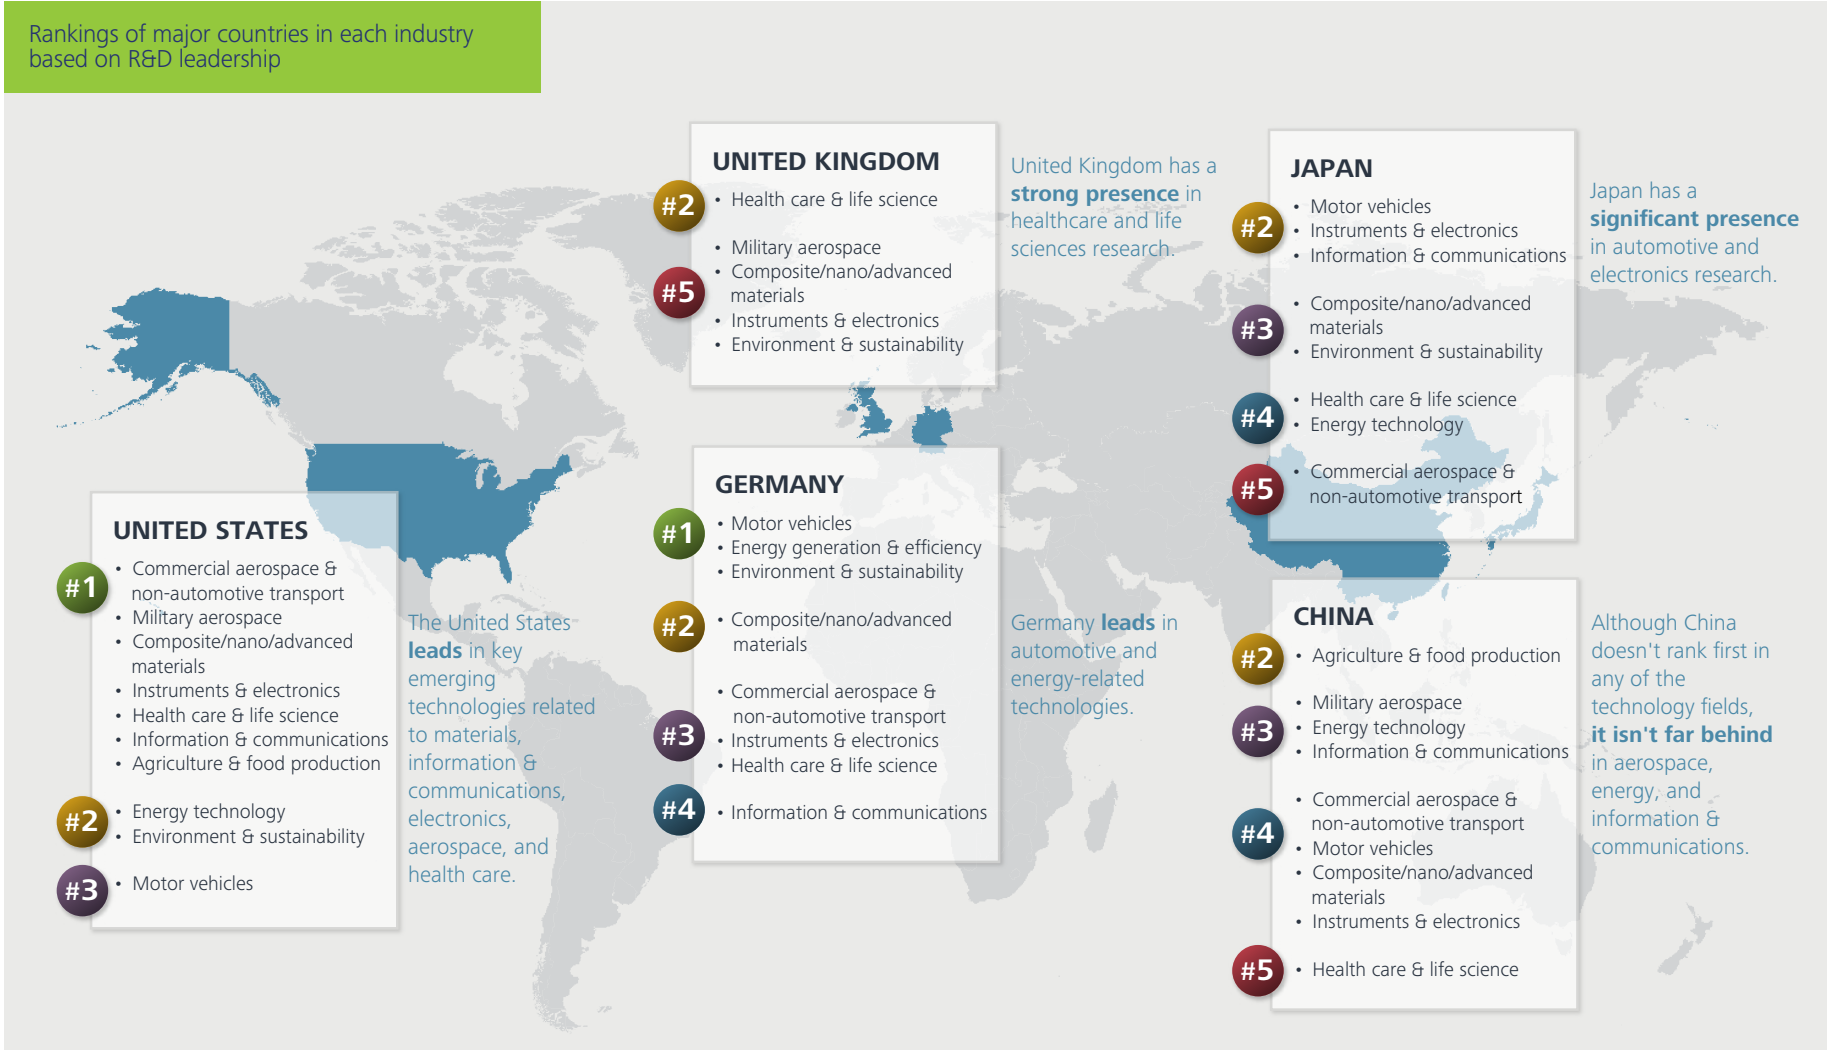 Rankings of major countries in each industry
based on R&D leadership
UNITED STATES
#1
• Commercial aerospace &
non-automotive transport
• Military aerospace
• Composite/nano/advanced
materials
• Instruments & electronics
• Health care & life science
• Information & communications
• Agriculture & food production
#2
• Energy technology
• Environment & sustainability
#3
• Motor vehicles
The United States
leads in key
emerging
technologies related
to materials,
information &
communications,
electronics,
aerospace, and
health care.
UNITED KINGDOM
#2
• Health care & life science
#5
• Military aerospace
• Composite/nano/advanced
materials
• Instruments & electronics
• Environment & sustainability
United Kingdom has a
strong presence in
healthcare and life
sciences research.
GERMANY
#1
• Motor vehicles
• Energy generation & efficiency
• Environment & sustainability
#2
• Composite/nano/advanced
materials
#3
• Commercial aerospace &
non-automotive transport
• Instruments & electronics
• Health care & life science
#4
• Information & communications
Germany leads in
automotive and
energy-related
technologies.
JAPAN
#2
• Motor vehicles
• Instruments & electronics
• Information & communications
#3
• Composite/nano/advanced
materials
• Environment & sustainability
#4
• Health care & life science
• Energy technology
#5
• Commercial aerospace &
non-automotive transport
Japan has a
significant presence
in automotive and
electronics research.
CHINA
#2
• Agriculture & food production
#3
• Military aerospace
• Energy technology
• Information & communications
#4
• Commercial aerospace &
non-automotive transport
• Motor vehicles
• Composite/nano/advanced
materials
• Instruments & electronics
#5
• Health care & life science
Although China
doesn't rank first in
any of the
technology fields,
it isn't far behind
in aerospace,
energy, and
information &
communications.